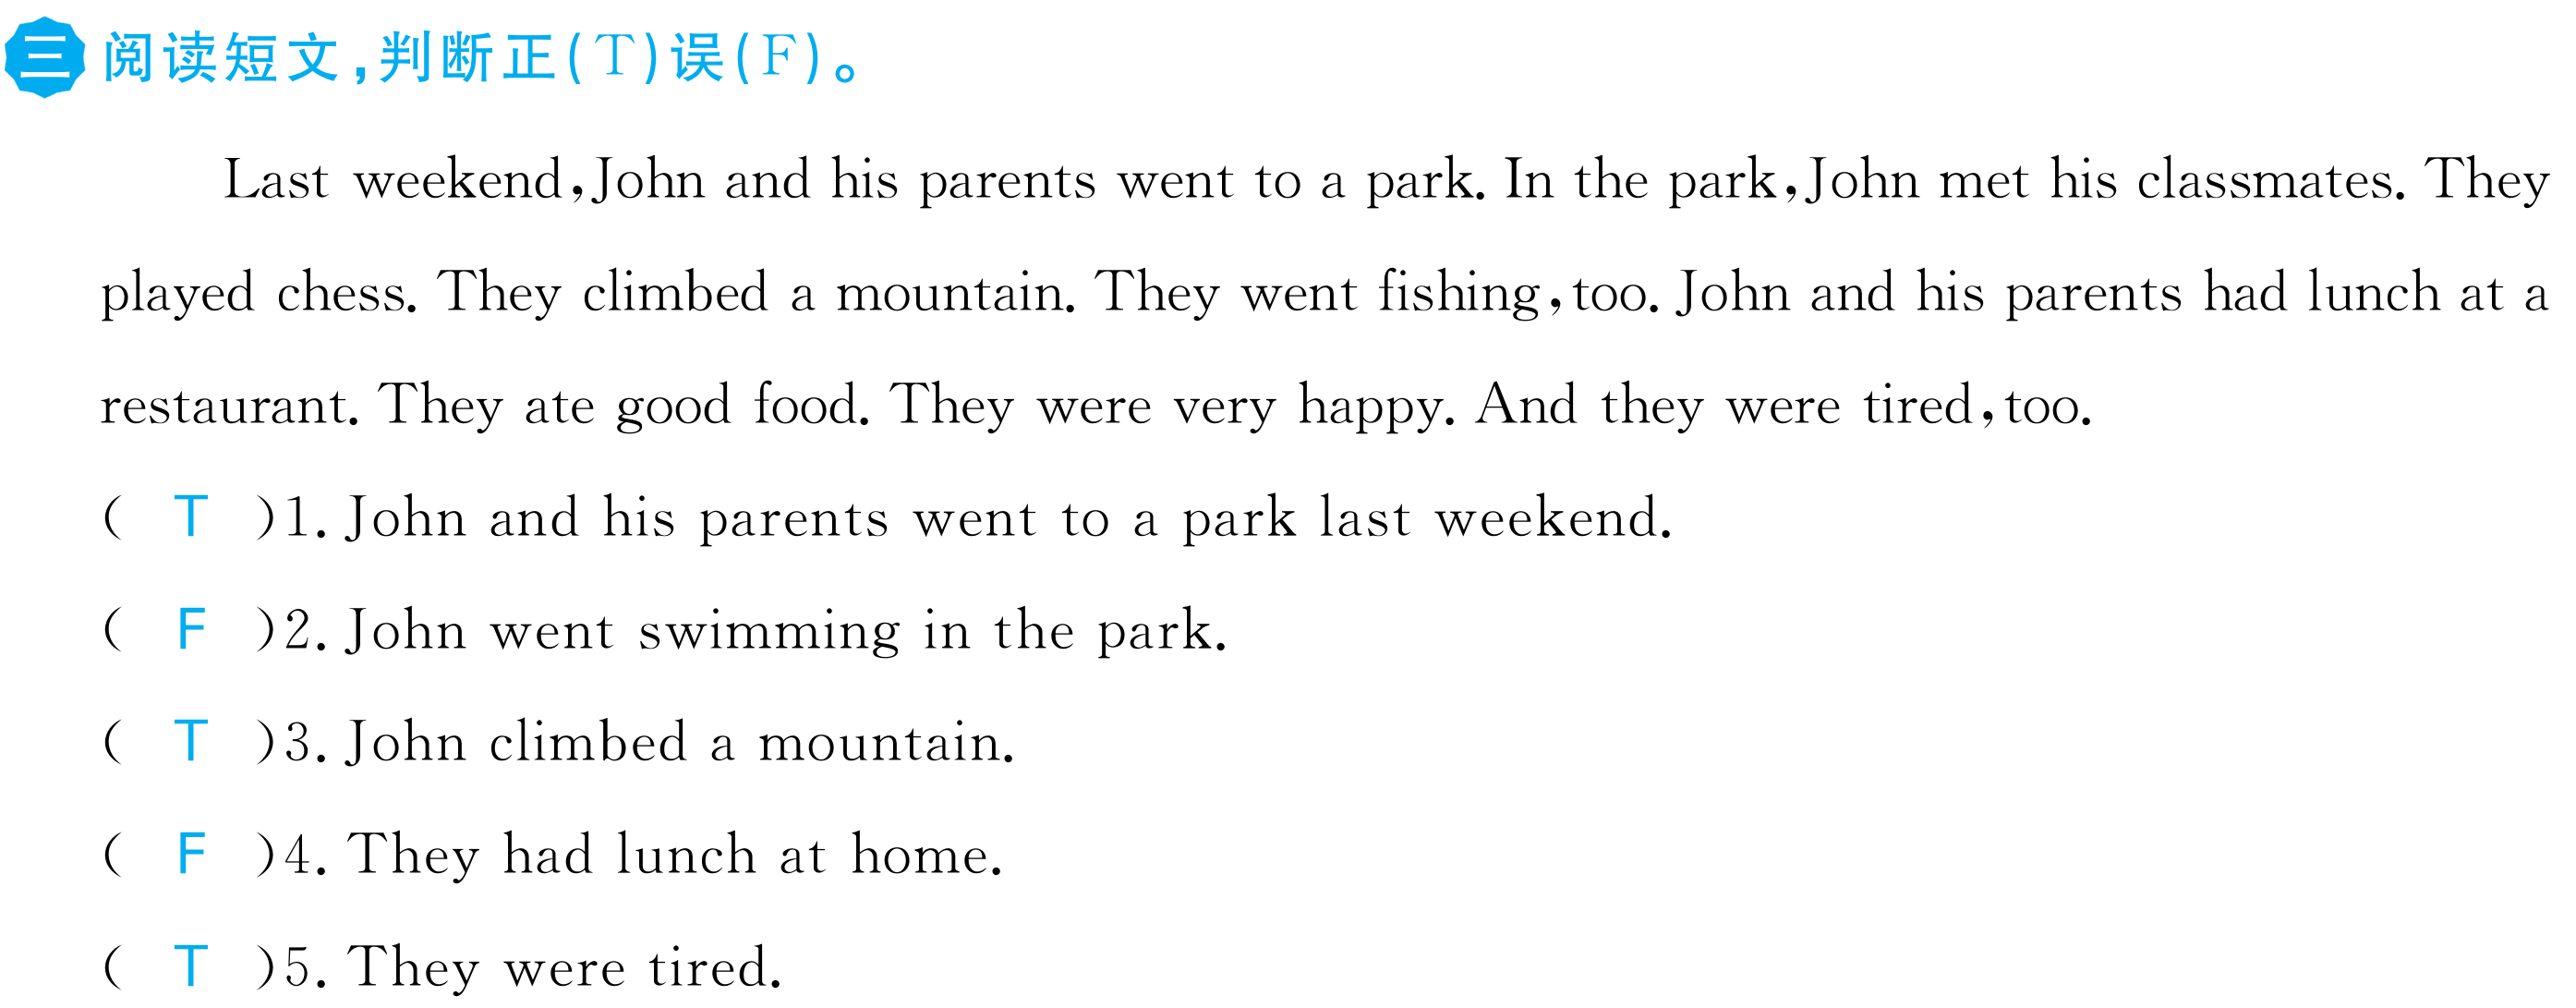 三 阅读短文,判断正(T)误(F)。
Last weekend,John and his parents went to a park. In the park,John met his classmates. They
played chess. They climbed a mountain. They went fishing,too. John and his parents had lunch at a
restaurant. They ate good food. They were very happy. And they were tired,too.
( T )1. John and his parents went to a park last weekend.
( F )2. John went swimming in the park.
( T )3. John climbed a mountain.
( F )4. They had lunch at home.
( T )5. They were tired.